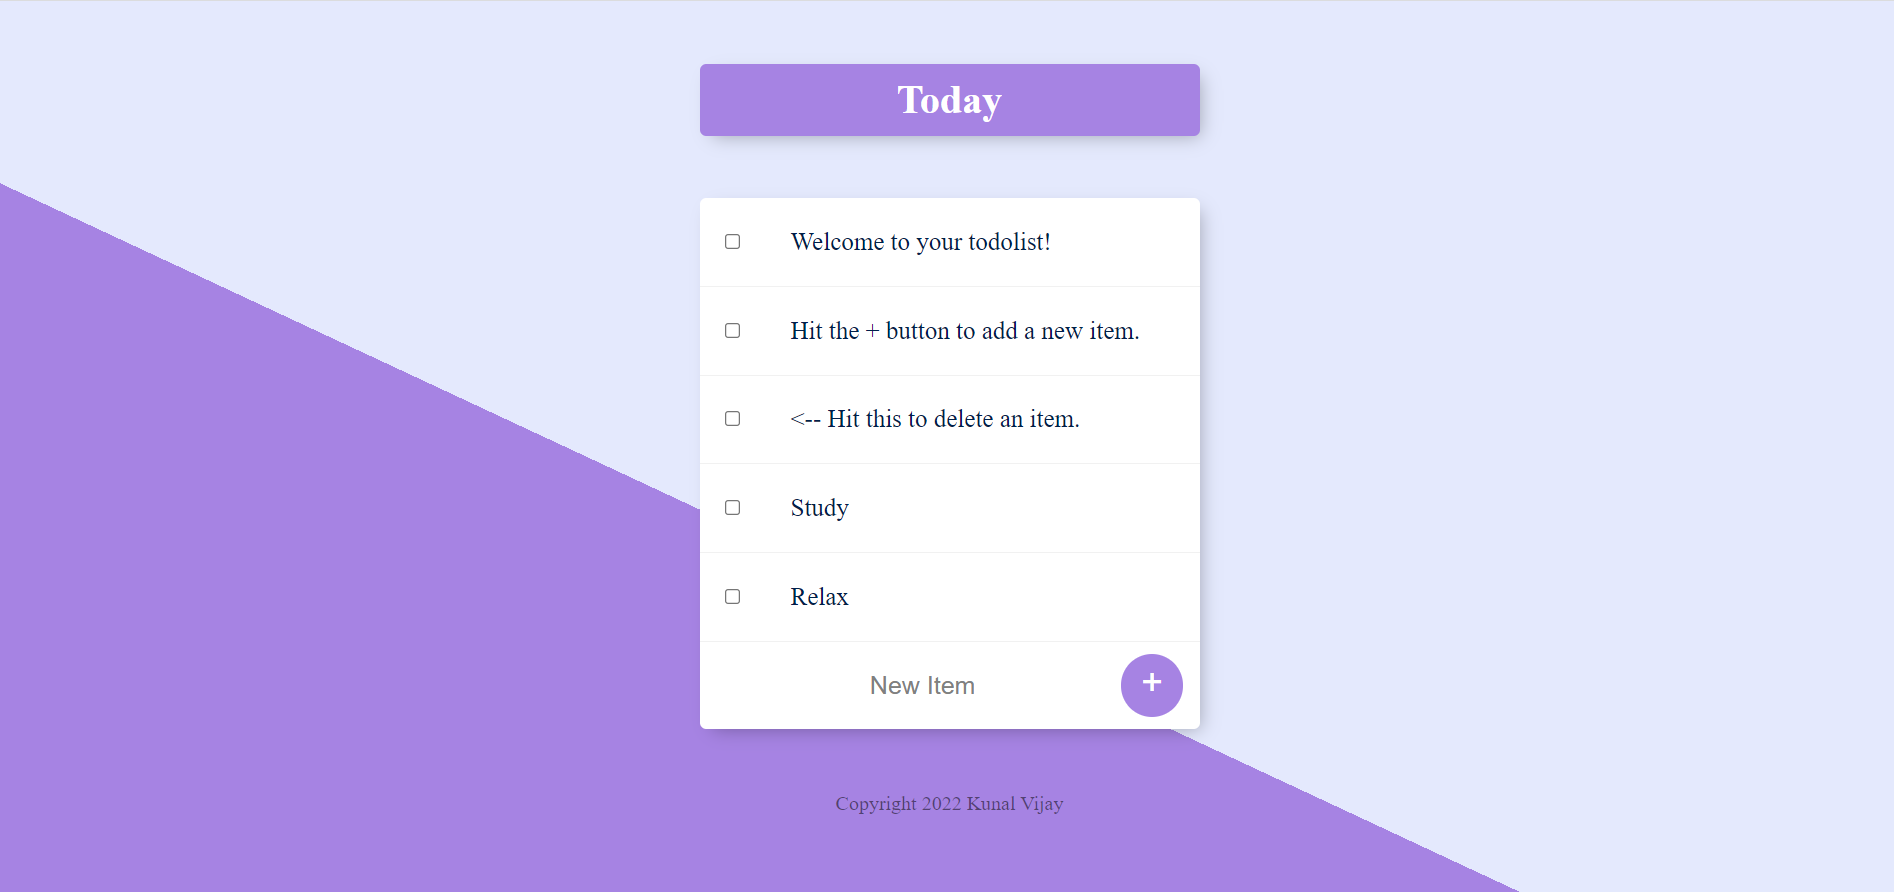 Today
Welcome to your todolist!
Hit the + button to add a new item.
<-- Hit this to delete an item.
Study
Relax
New Item
+
Copyright 2022 Kunal Vijay